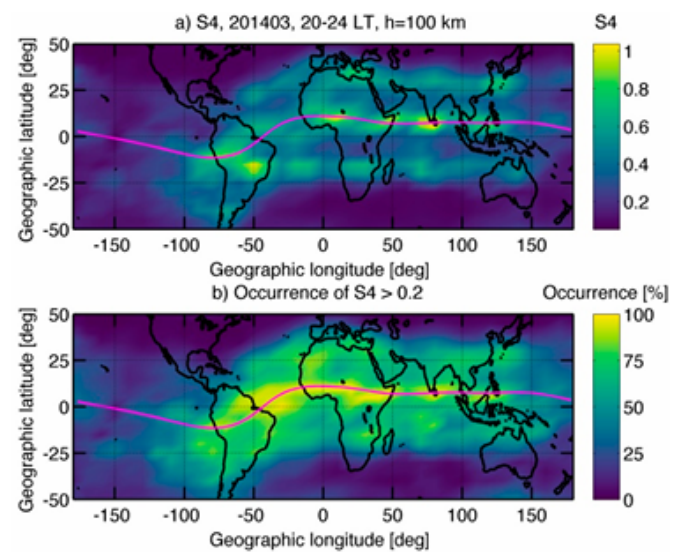 a) S4, 201403, 20-24 LT, h=100 km
S4
Geographic latitude [deg]
50
25
0
-25
-50
1
0.8
0.6
0.4
0.2
-150 -100 -50 0 50 100 150
Geographic longitude [deg]
b) Occurrence of S4 > 0.2
Occurrence [%]
Geographic latitude [deg]
50
25
0
-25
-50
100
75
50
25
0
-150 -100 -50 0 50 100 150
Geographic longitude [deg]